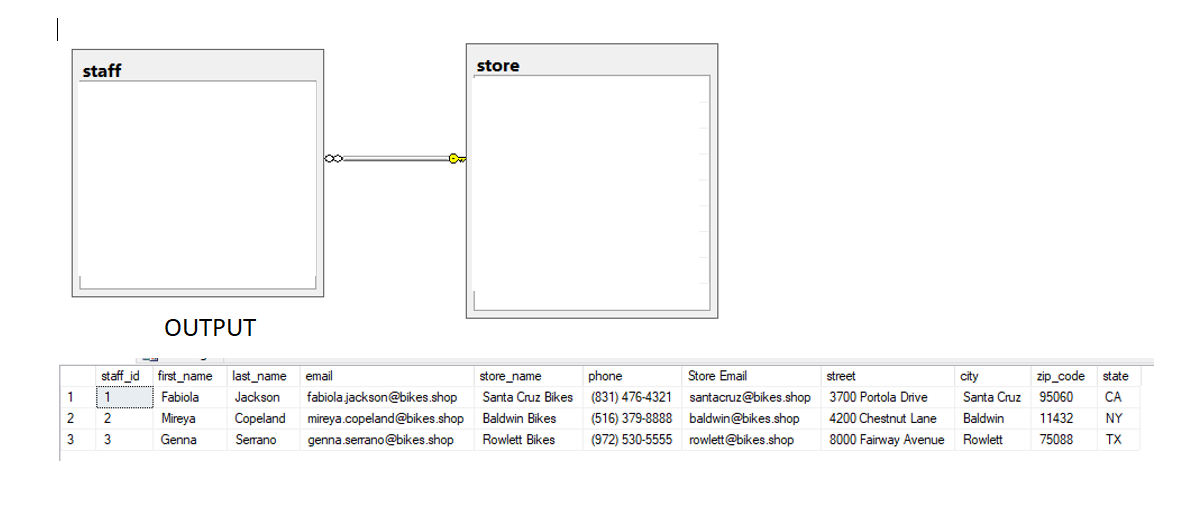 staff
store
OUTPUT
staff_id first_name last_name email store_name phone Store Email street city zip_code state
1 1 Fabiola Jackson fabiola.jackson@bikes.shop Santa Cruz Bikes (831) 476-4321 santacruz@bikes.shop 3700 Portola Drive Santa Cruz 95060 CA
2 2 Mireya Copeland mireya.copeland@bikes.shop Baldwin Bikes (516) 379-8888 baldwin@bikes.shop 4200 Chestnut Lane Baldwin 11432 NY
3 3 Genna Serrano genna.serrano@bikes.shop Rowlett Bikes (972) 530-5555 rowlett@bikes.shop 8000 Fairway Avenue Rowlett 75088 TX